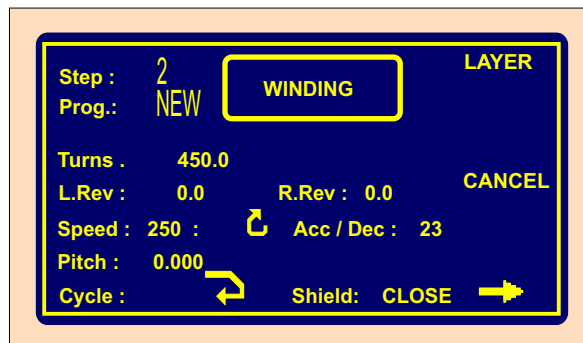 Step : 2 WINDING LAYER
Prog.: NEW
Turns . 450.0
L.Rev : 0.0 R.Rev : 0.0 CANCEL
Speed : 250 : Acc / Dec : 23
Pitch : 0.000
Cycle : Shield: CLOSE